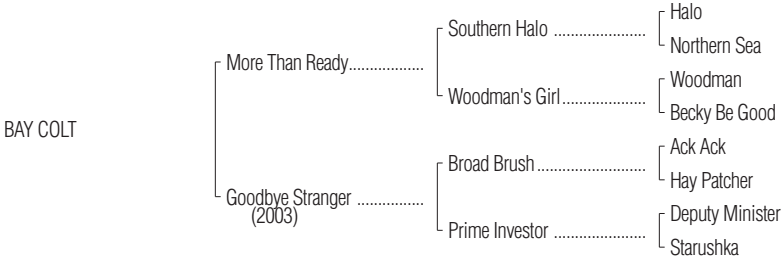 Halo
Southern Halo ......................
Northern Sea
More Than Ready..................
Woodman
Woodman's Girl....................
Becky Be Good
BAY COLT
Ack Ack
Broad Brush..........................
Hay Patcher
Goodbye Stranger ................
(2003)
Deputy Minister
Prime Investor ......................
Starushka